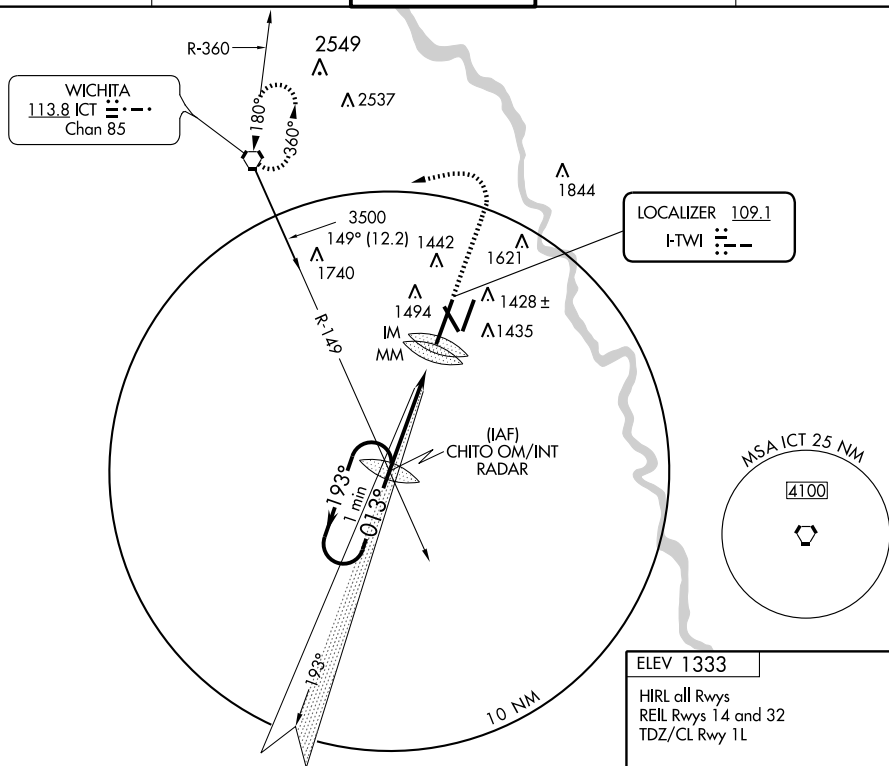 R-360
2549
2537
WICHITA
113.8 ICT
Chan 85
180°
360°
1844
3500
149° (12.2)
1740
1442
1621
LOCALIZER 109.1
I-TWI
1494
1428 ±
1435
IM
MM
R-149
(IAF)
CHITO OM/INT
RADAR
193°
1 min
013°
193°
10 NM
MSA ICT 25 NM
4100
ELEV 1333
HIRL all Rwys
REIL Rwys 14 and 32
TDZ/CL Rwy 1L